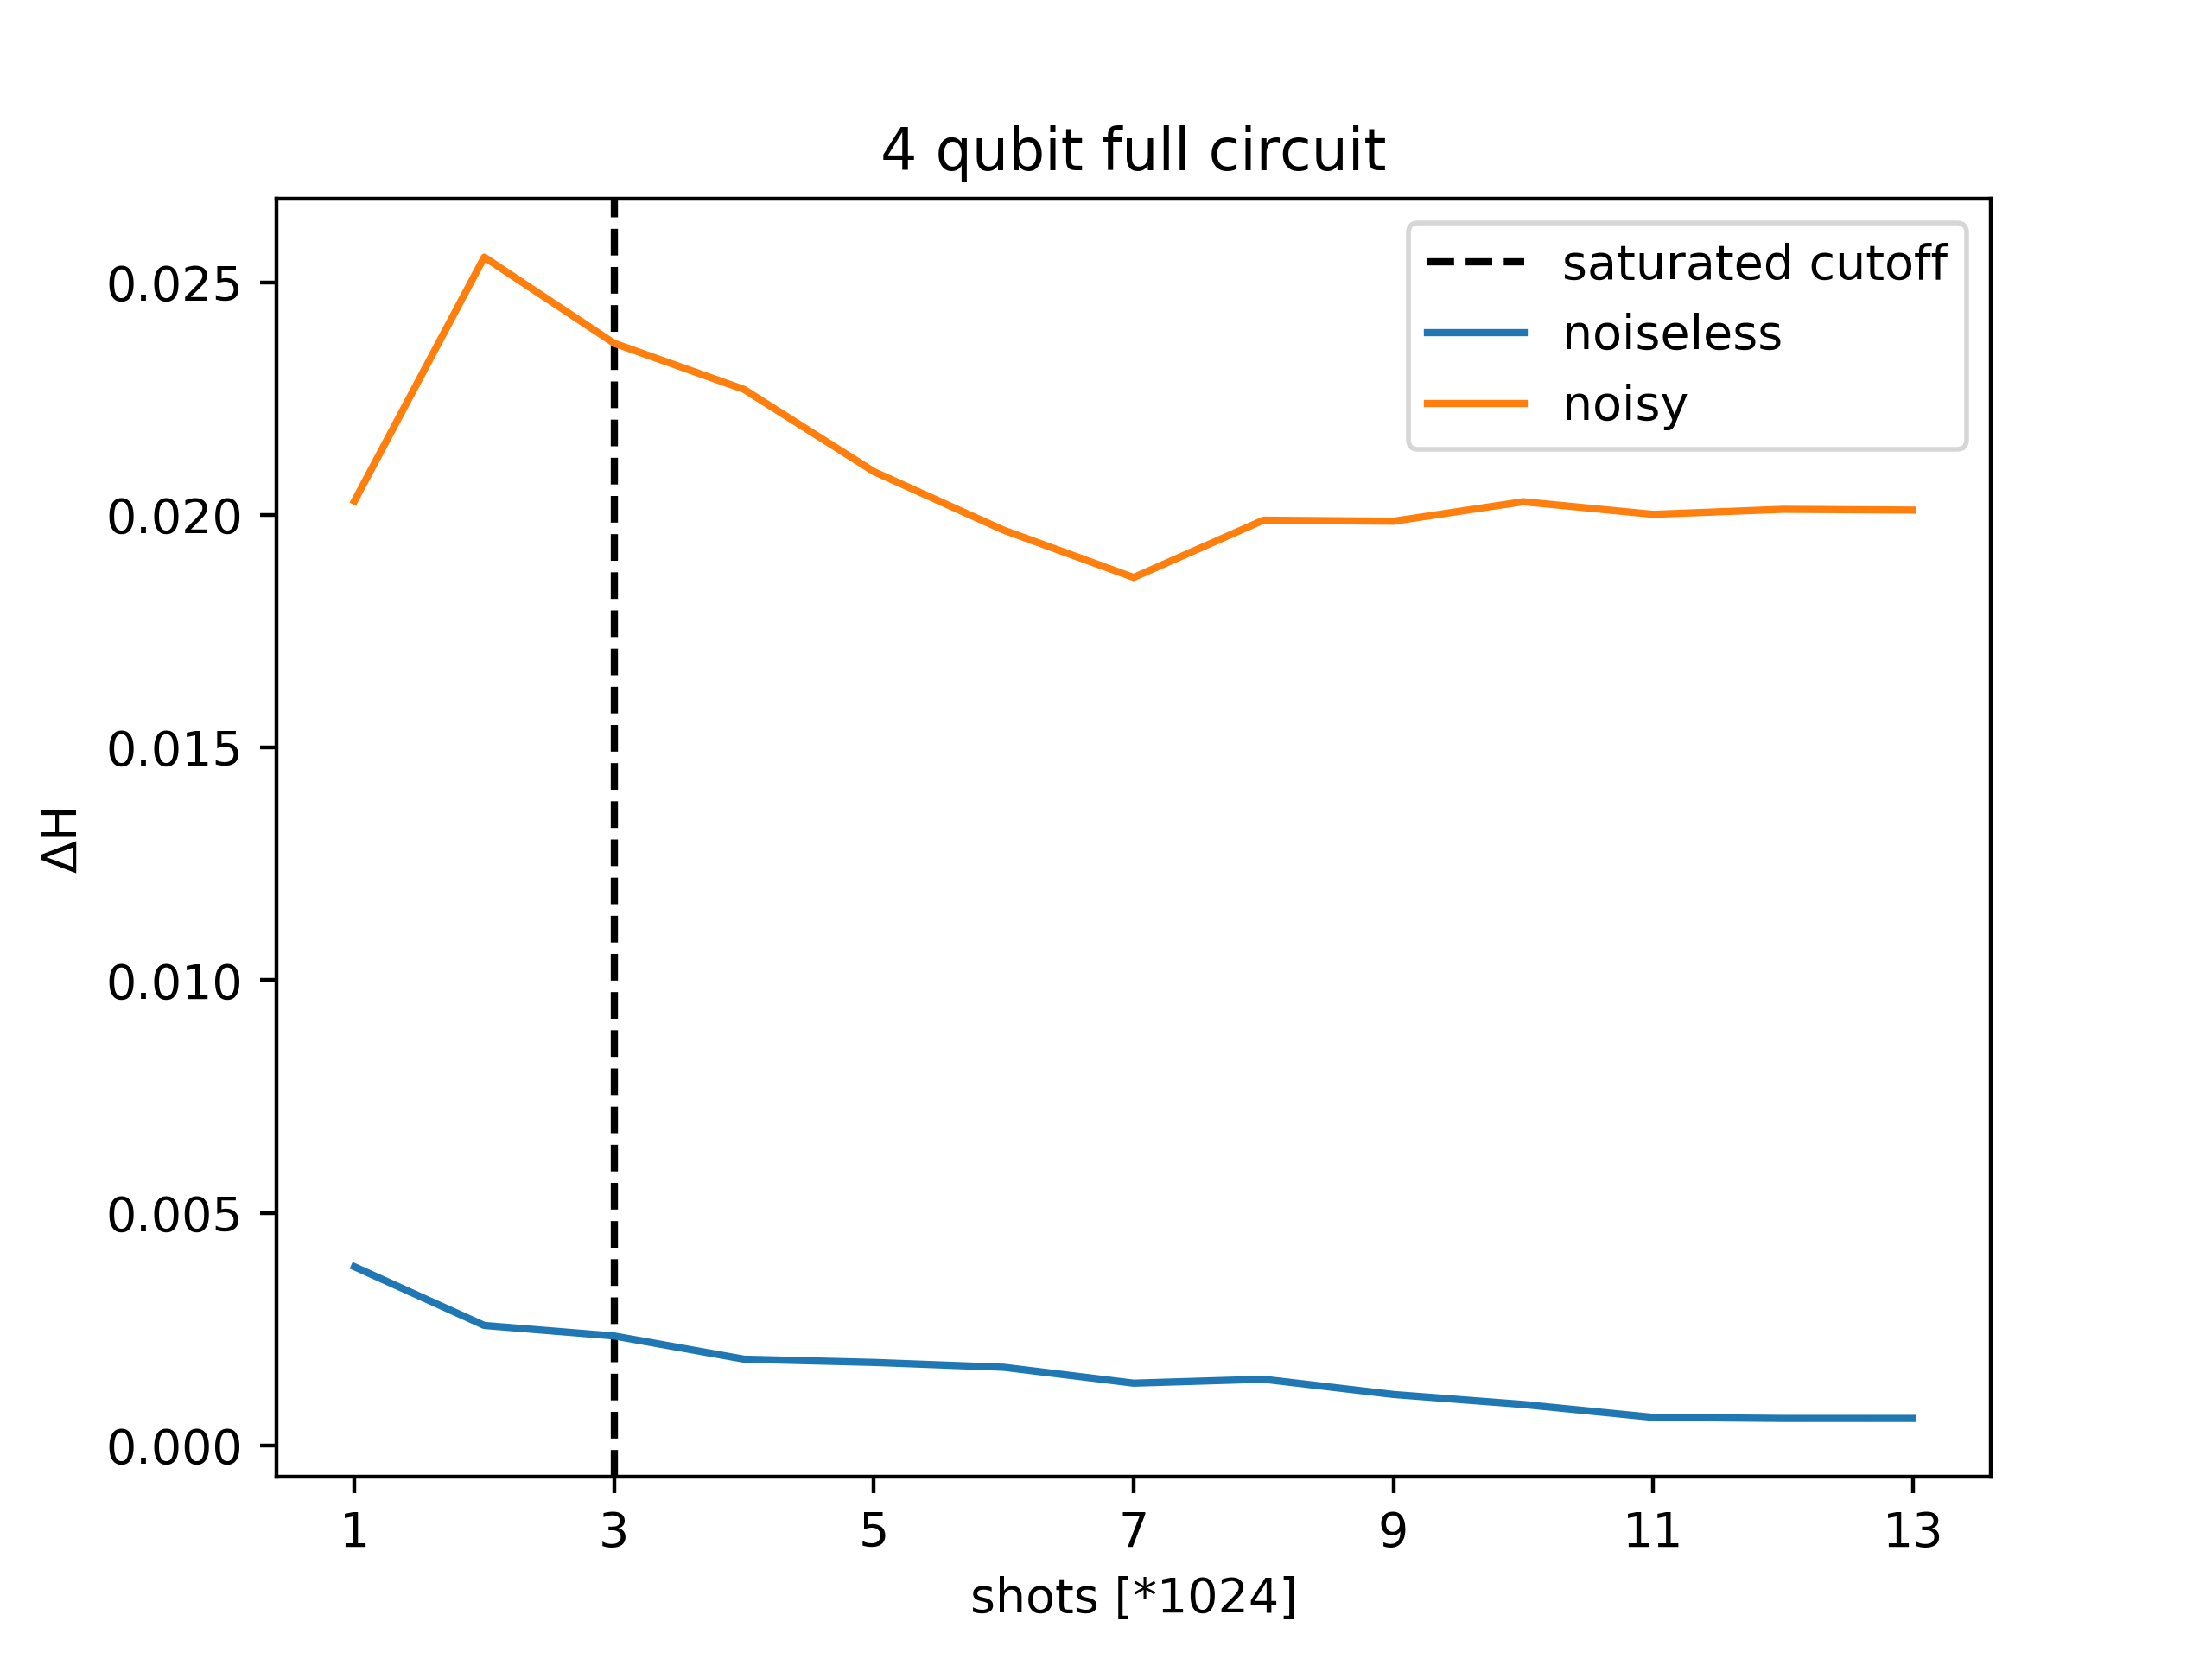 4 qubit full circuit
saturated cutoff
noiseless
noisy
0.025
0.020
0.015
0.010
0.005
0.000
ΔH
1 3 5 7 9 11 13
shots [*1024]